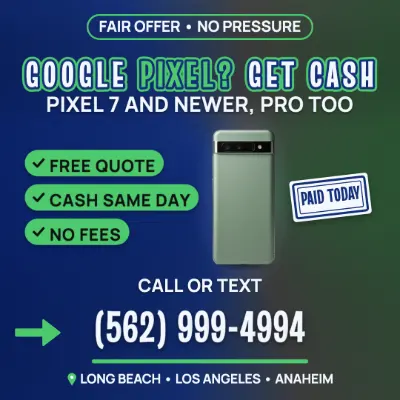 FAIR OFFER • NO PRESSURE
GOOGLE PIXEL? GET CASH
PIXEL 7 AND NEWER, PRO TOO
FREE QUOTE
CASH SAME DAY
NO FEES
PAID TODAY
CALL OR TEXT
(562) 999-4994
LONG BEACH • LOS ANGELES • ANAHEIM